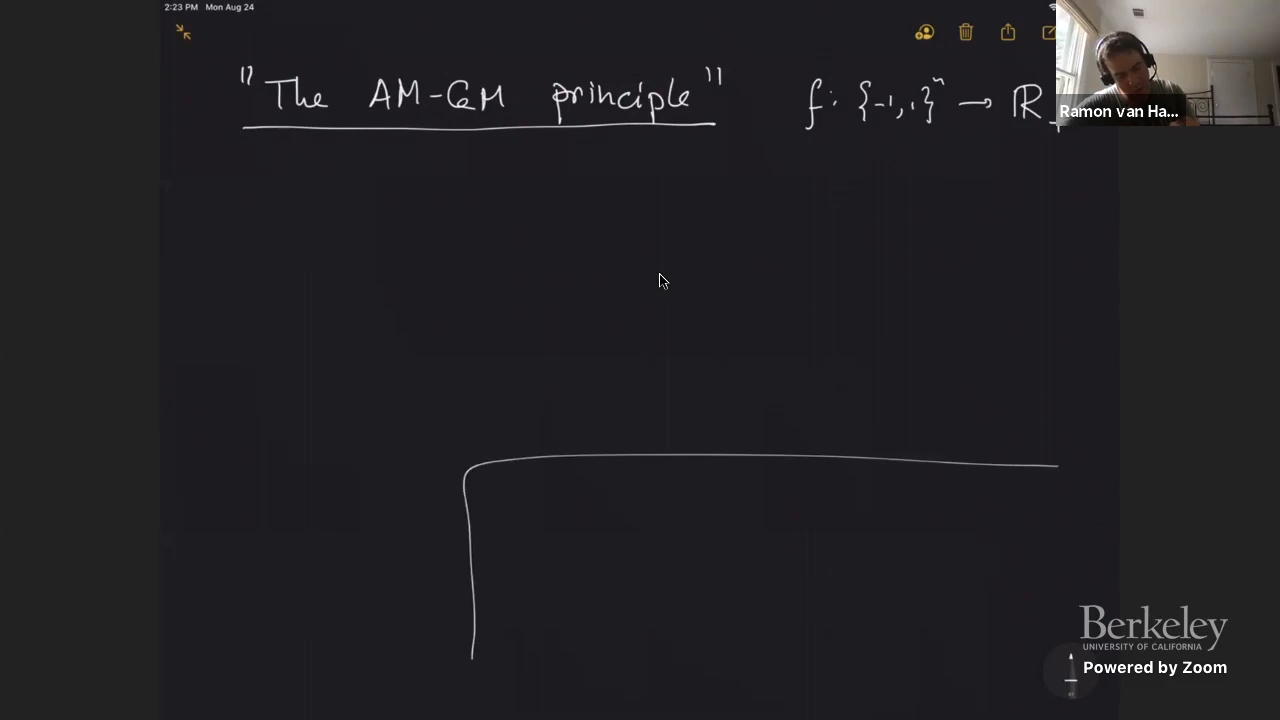 2:23 PM Mon Aug 24
"The AM-GM principle" f: {-1,1}ⁿ → ℝ
Ramon van Ha...
Berkeley
UNIVERSITY OF CALIFORNIA
Powered by Zoom